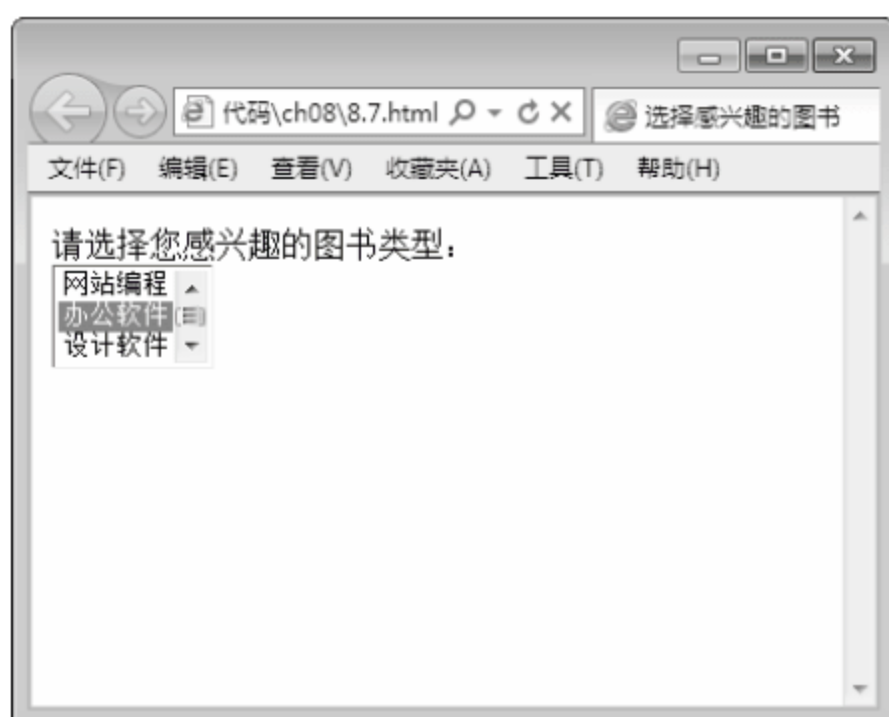 代码\ch08\8.7.html
选择感兴趣的图书
文件(F) 编辑(E) 查看(V) 收藏夹(A) 工具(T) 帮助(H)
请选择您感兴趣的图书类型:
网站编程
办公软件
设计软件